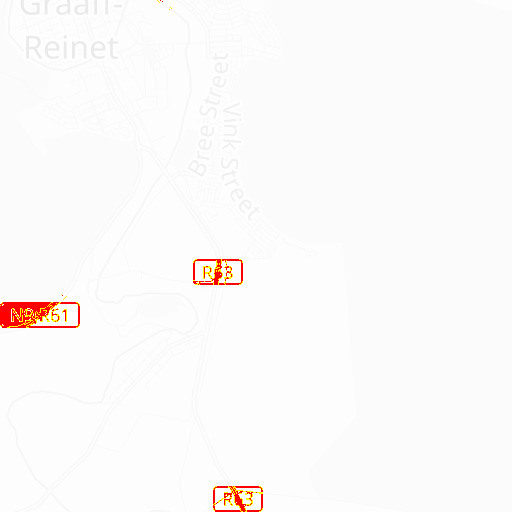 Graaff-
Reinet
Bree Street
Vink Street
R63
N9;R61
R63